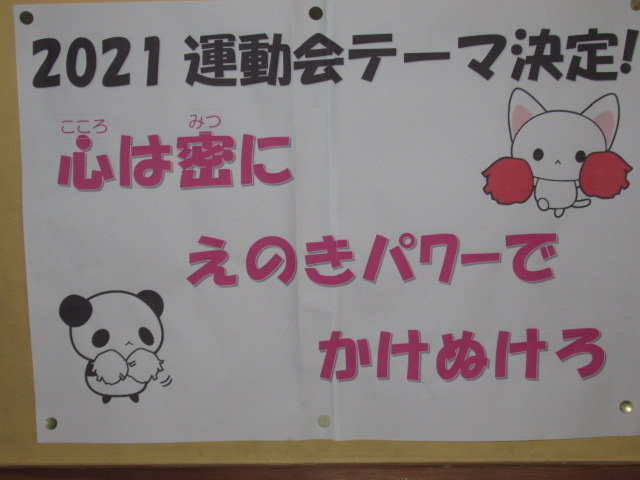 2021 運動会テーマ決定!
こころ みつ
心は密に
えのきパワーで
かけぬけろ